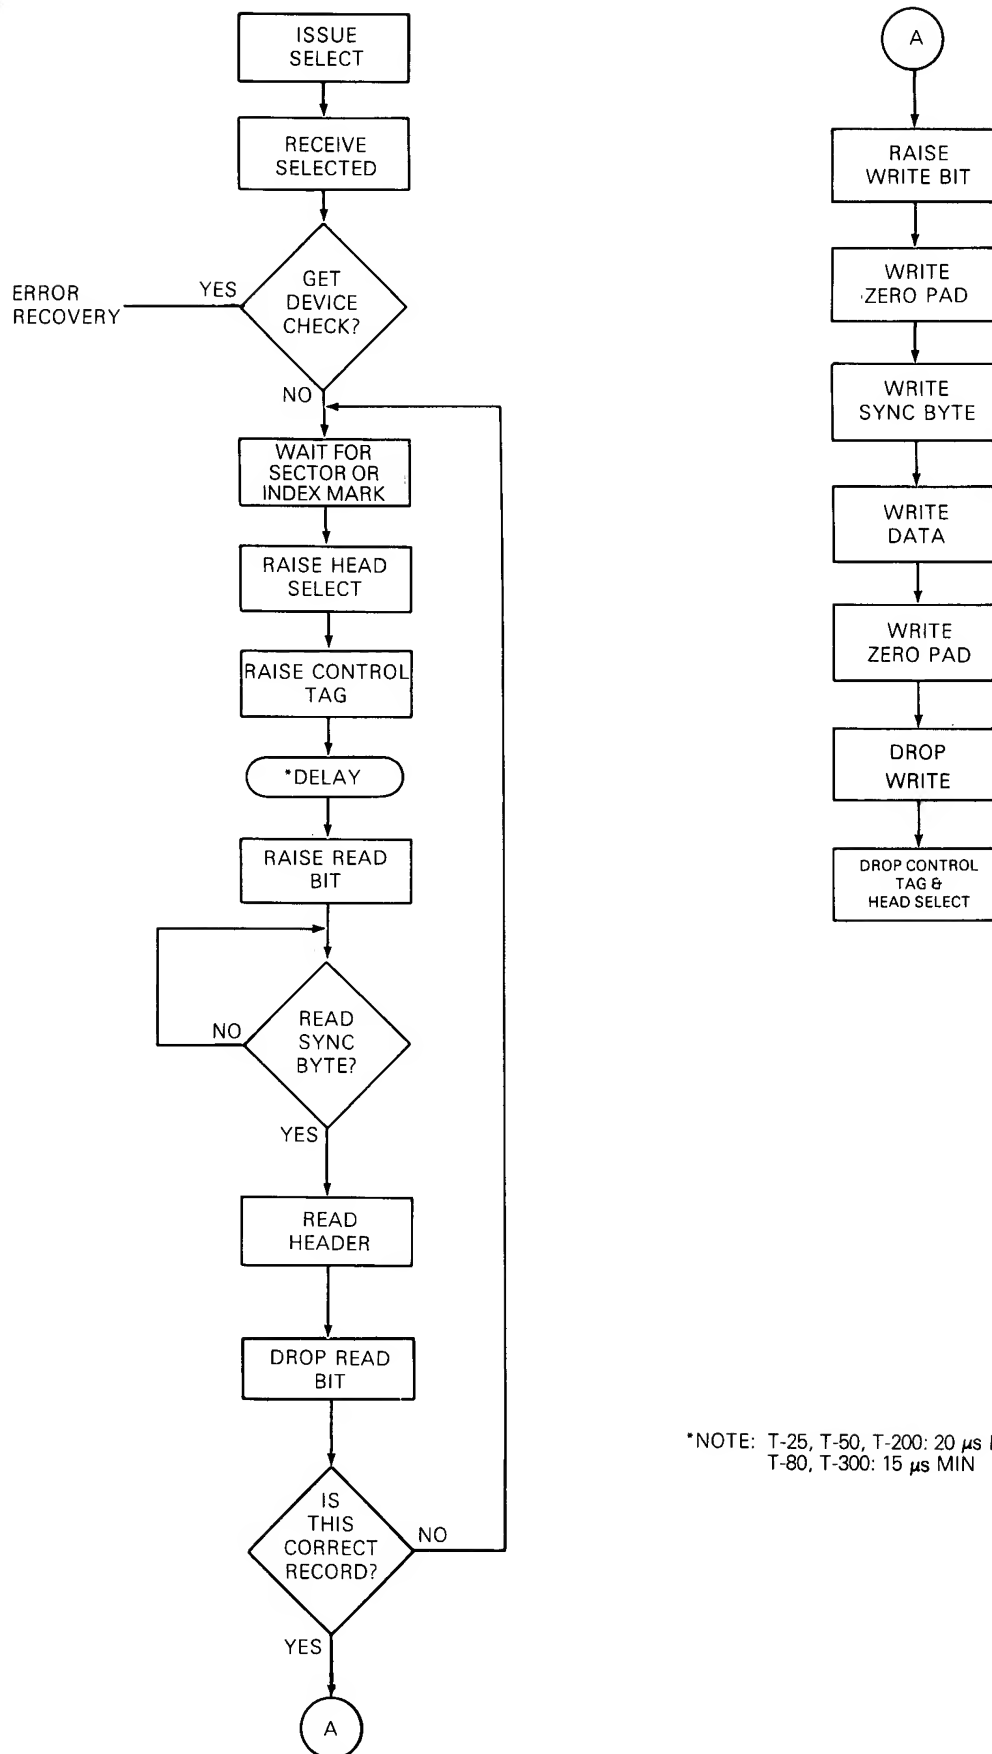 ISSUE
SELECT
RECEIVE
SELECTED
GET
DEVICE
CHECK?
YES
ERROR
RECOVERY
NO
WAIT FOR
SECTOR OR
INDEX MARK
RAISE HEAD
SELECT
RAISE CONTROL
TAG
*DELAY
RAISE READ
BIT
READ
SYNC
BYTE?
NO
YES
READ
HEADER
DROP READ
BIT
IS
THIS
CORRECT
RECORD?
NO
YES
A
A
RAISE
WRITE BIT
WRITE
ZERO PAD
WRITE
SYNC BYTE
WRITE
DATA
WRITE
ZERO PAD
DROP
WRITE
DROP CONTROL
TAG &
HEAD SELECT
*NOTE: T-25, T-50, T-200: 20 μs
T-80, T-300: 15 μs MIN